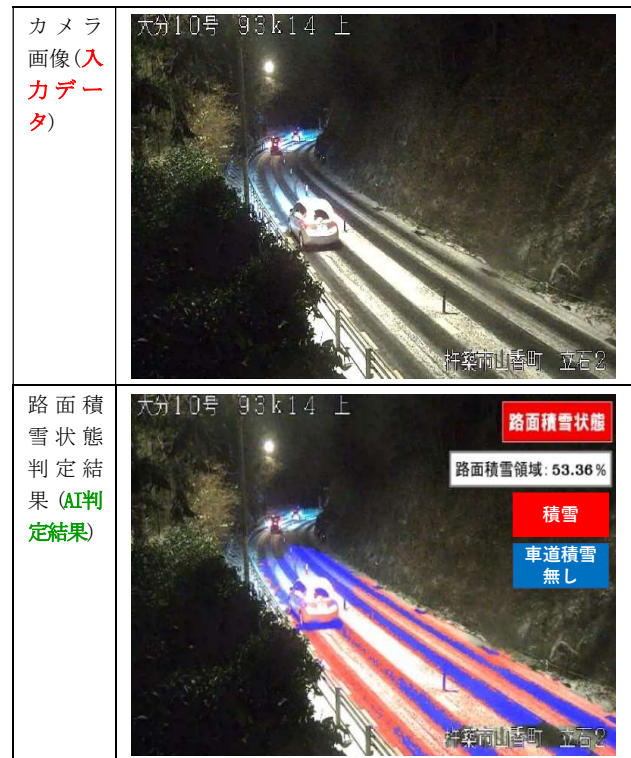 カメラ
画像(入
力デー
タ)
大分10号 93k14 上
杵築市山香町 立石2
路面積
雪状態
判定結
果(AI判
定結果)
大分10号 93k14 上
路面積雪状態
路面積雪領域:53.36%
積雪
車道積雪
無し
杵築市山香町 立石2